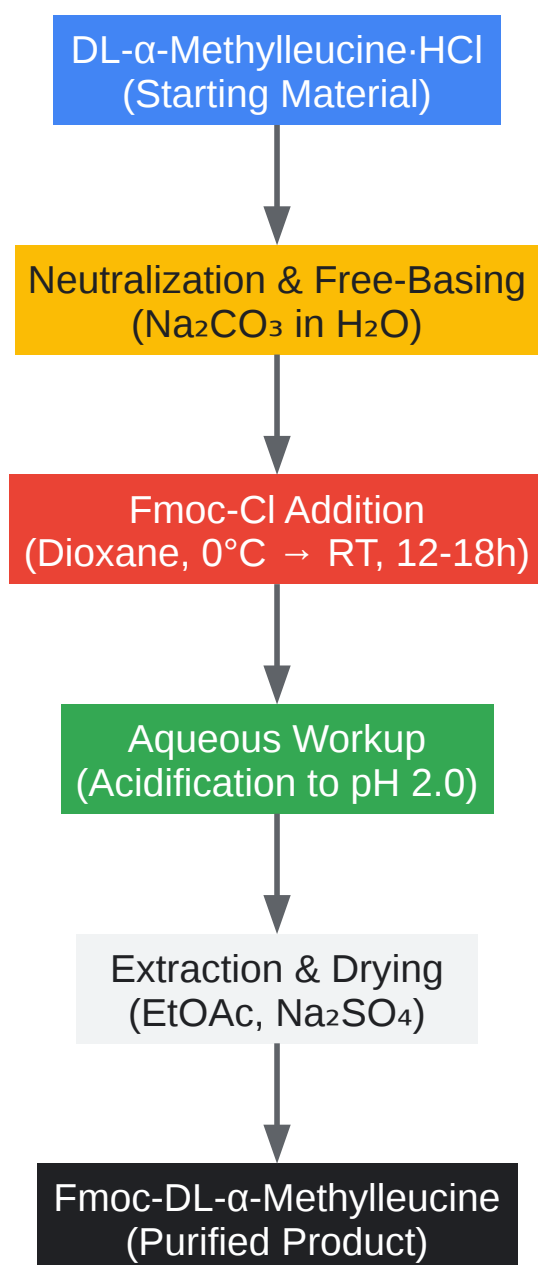 DL-α-Methylleucine·HCl
(Starting Material)
Neutralization & Free-Basing
(Na₂CO₃ in H₂O)
Fmoc-Cl Addition
(Dioxane, 0°C → RT, 12-18h)
Aqueous Workup
(Acidification to pH 2.0)
Extraction & Drying
(EtOAc, Na₂SO₄)
Fmoc-DL-α-Methylleucine
(Purified Product)